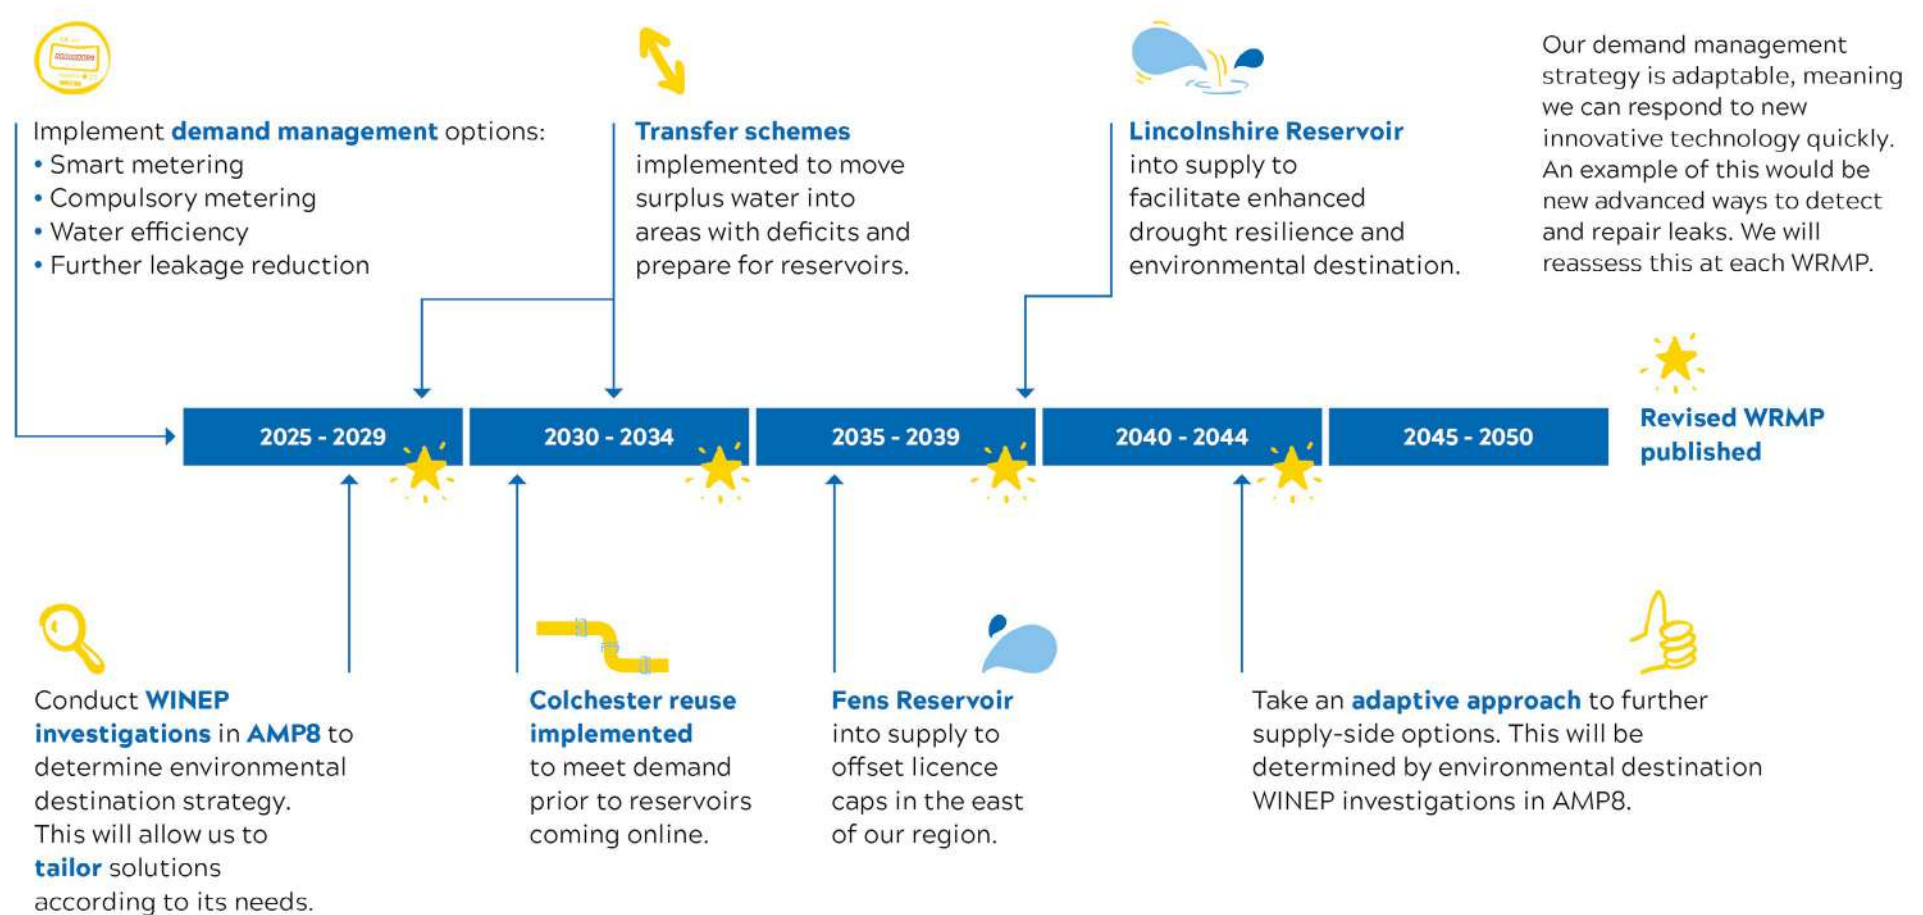 Implement demand management options:
• Smart metering
• Compulsory metering
• Water efficiency
• Further leakage reduction
Transfer schemes
implemented to move
surplus water into
areas with deficits and
prepare for reservoirs.
Lincolnshire Reservoir
into supply to
facilitate enhanced
drought resilience and
environmental destination.
Our demand management
strategy is adaptable, meaning
we can respond to new
innovative technology quickly.
An example of this would be
new advanced ways to detect
and repair leaks. We will
reassess this at each WRMP.
2025 - 2029
2030 - 2034
2035 - 2039
2040 - 2044
2045 - 2050
Revised WRMP
published
Conduct WINEP
investigations in AMP8 to
determine environmental
destination strategy.
This will allow us to
tailor solutions
according to its needs.
Colchester reuse
implemented
to meet demand
prior to reservoirs
coming online.
Fens Reservoir
into supply to
offset licence
caps in the east
of our region.
Take an adaptive approach to further
supply-side options. This will be
determined by environmental destination
WINEP investigations in AMP8.